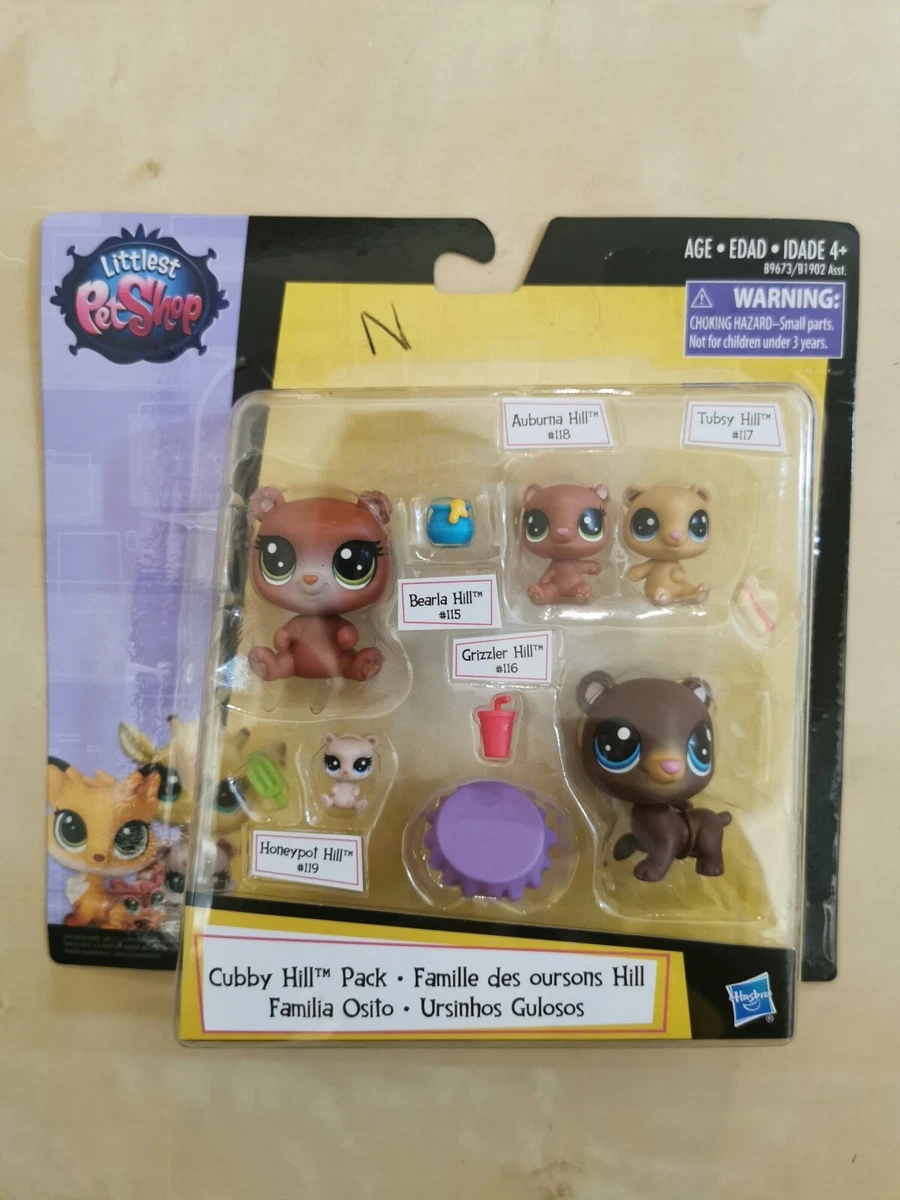 Littlest
PetShop
N
AGE • EDAD • IDADE 4+
B9673/B1902 Asst.
⚠ WARNING:
CHOKING HAZARD–Small parts.
Not for children under 3 years.
Auburna Hill™
#118
Tubsy Hill™
#117
Bearla Hill™
#115
Grizzler Hill™
#116
Honeypot Hill™
#119
Cubby Hill™ Pack • Famille des oursons Hill
Familia Osito • Ursinhos Gulosos
Hasbro
®